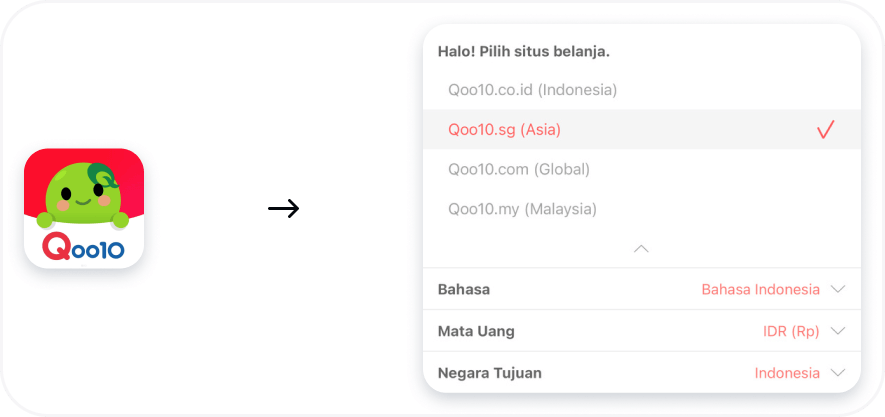 Qoo10
Halo! Pilih situs belanja.
Qoo10.co.id (Indonesia)
Qoo10.sg (Asia)
Qoo10.com (Global)
Qoo10.my (Malaysia)
Bahasa Bahasa Indonesia
Mata Uang IDR (Rp)
Negara Tujuan Indonesia